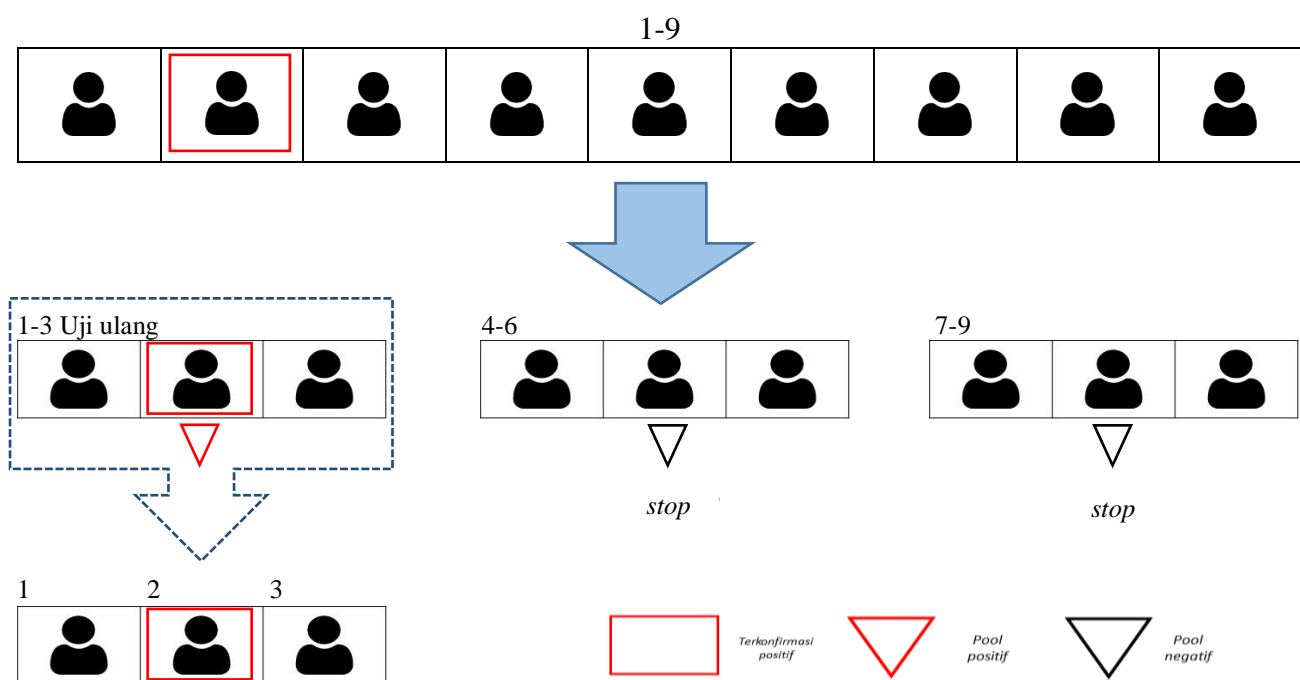 1-9
1-3 Uji ulang
4-6
7-9
stop
stop
1 2 3
Terkonfirmasi
positif
Pool
positif
Pool
negatif